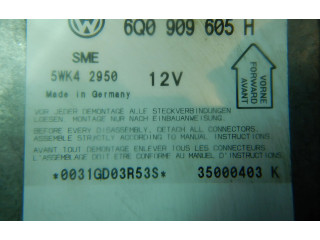 6Q0 909 605 H
SME
5WK4 2950 12V
Made in Germany
VORNE
FORWARD
AVANT
VOR JEDER DEMONTAGE ALLE STECKVERBINDUNGEN
LOESEN. MONTAGE NUR NACH EINBAUANWEISUNG.
BEFORE EVERY DISASSEMBLY, DETACH ALL CONNECTORS.
ASSEMBLE ACCORDING TO MANUAL INSTRUCTIONS.
AVANT TOUT DEMONTAGE ENLEVER TOUS LES CONNECTEURS.
L'ASSEMBLAGE DOIT ETRE CONFORME AU MANUEL D'INSTRUCTIONS
*0031GD03R53S* 35000403 K